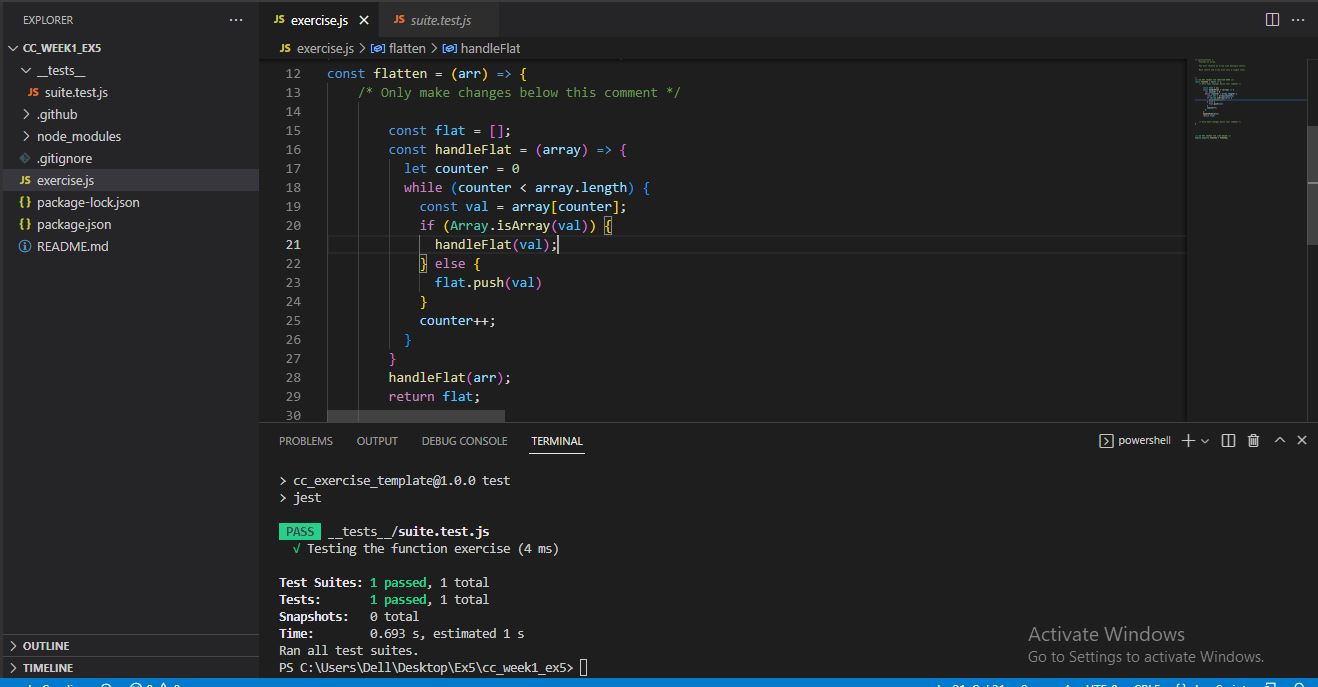 EXPLORER
CC_WEEK1_EX5
__tests__
JS suite.test.js
.github
node_modules
.gitignore
JS exercise.js
{} package-lock.json
{} package.json
README.md
OUTLINE
TIMELINE
JS exercise.js
JS suite.test.js
JS exercise.js > flatten > handleFlat
12 const flatten = (arr) => {
13 /* Only make changes below this comment */
14
15 const flat = [];
16 const handleFlat = (array) => {
17 let counter = 0
18 while (counter < array.length) {
19 const val = array[counter];
20 if (Array.isArray(val)) {
21 handleFlat(val);
22 } else {
23 flat.push(val)
24 }
25 counter++;
26 }
27 }
28 handleFlat(arr);
29 return flat;
30
PROBLEMS OUTPUT DEBUG CONSOLE TERMINAL
powershell
> cc_exercise_template@1.0.0 test
> jest
PASS __tests__/suite.test.js
√ Testing the function exercise (4 ms)
Test Suites: 1 passed, 1 total
Tests: 1 passed, 1 total
Snapshots: 0 total
Time: 0.693 s, estimated 1 s
Ran all test suites.
PS C:\Users\Dell\Desktop\Ex5\cc_week1_ex5>
Activate Windows
Go to Settings to activate Windows.